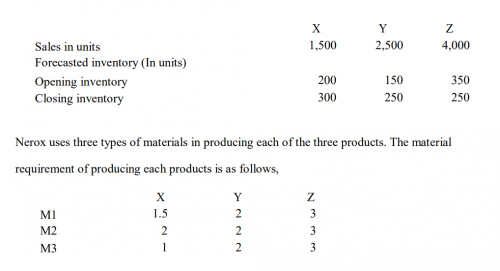 X Y Z
Sales in units 1,500 2,500 4,000
Forecasted inventory (In units)
Opening inventory 200 150 350
Closing inventory 300 250 250
Nerox uses three types of materials in producing each of the three products. The material
requirement of producing each products is as follows,
X Y Z
M1 1.5 2 3
M2 2 2 3
M3 1 2 3